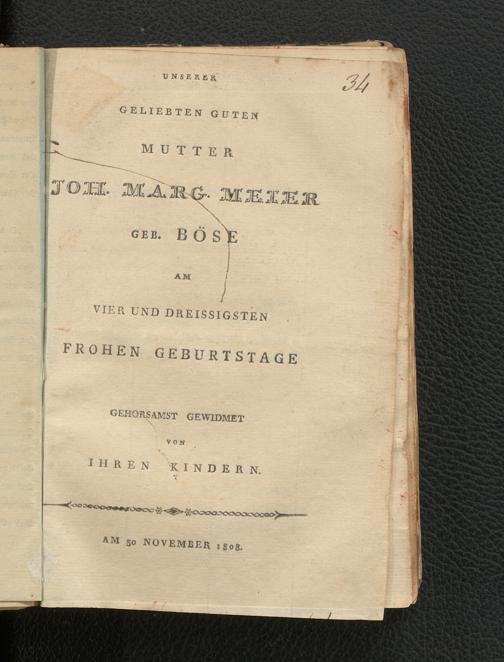 34
UNSERER
GELIEBTEN GUTEN
MUTTER
JOH. MARG. MEIER
GEB. BÖSE
AM
VIER UND DREISSIGSTEN
FROHEN GEBURTSTAGE
GEHORSAMST GEWIDMET
VON
IHREN KINDERN.
AM 30 NOVEMBER 1808.